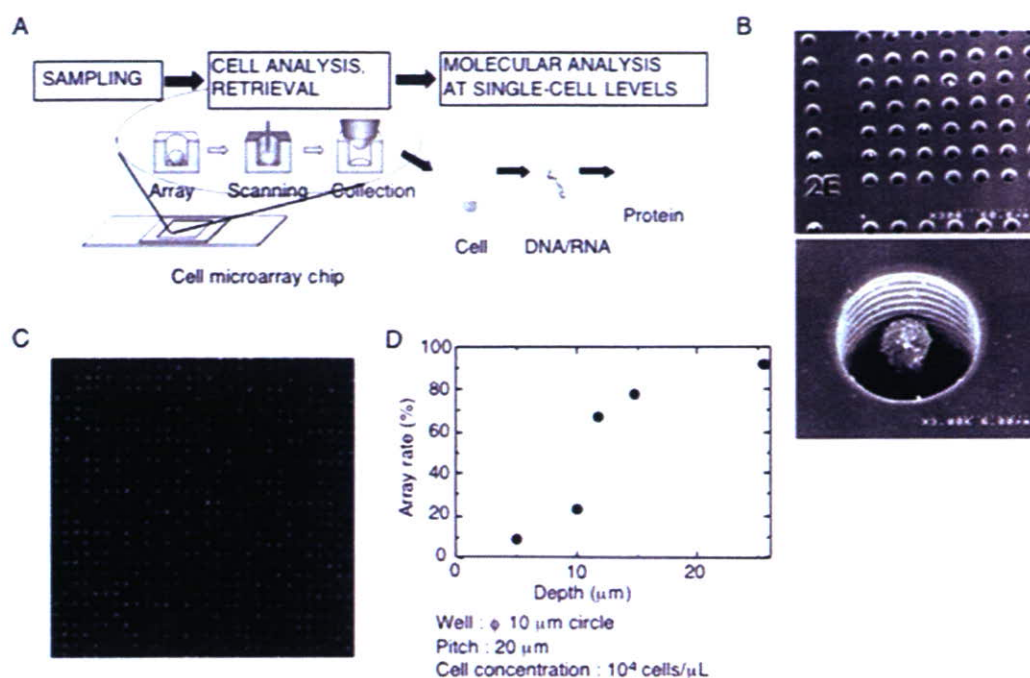 A
SAMPLING
CELL ANALYSIS,
RETRIEVAL
MOLECULAR ANALYSIS
AT SINGLE-CELL LEVELS
Array
Scanning
Collection
Cell
DNA/RNA
Protein
Cell microarray chip
B
2E
C
D
100
80
60
40
20
0
Array rate (%)
0
10
20
Depth (μm)
Well : φ 10 μm circle
Pitch : 20 μm
Cell concentration : 10⁴ cells/μL